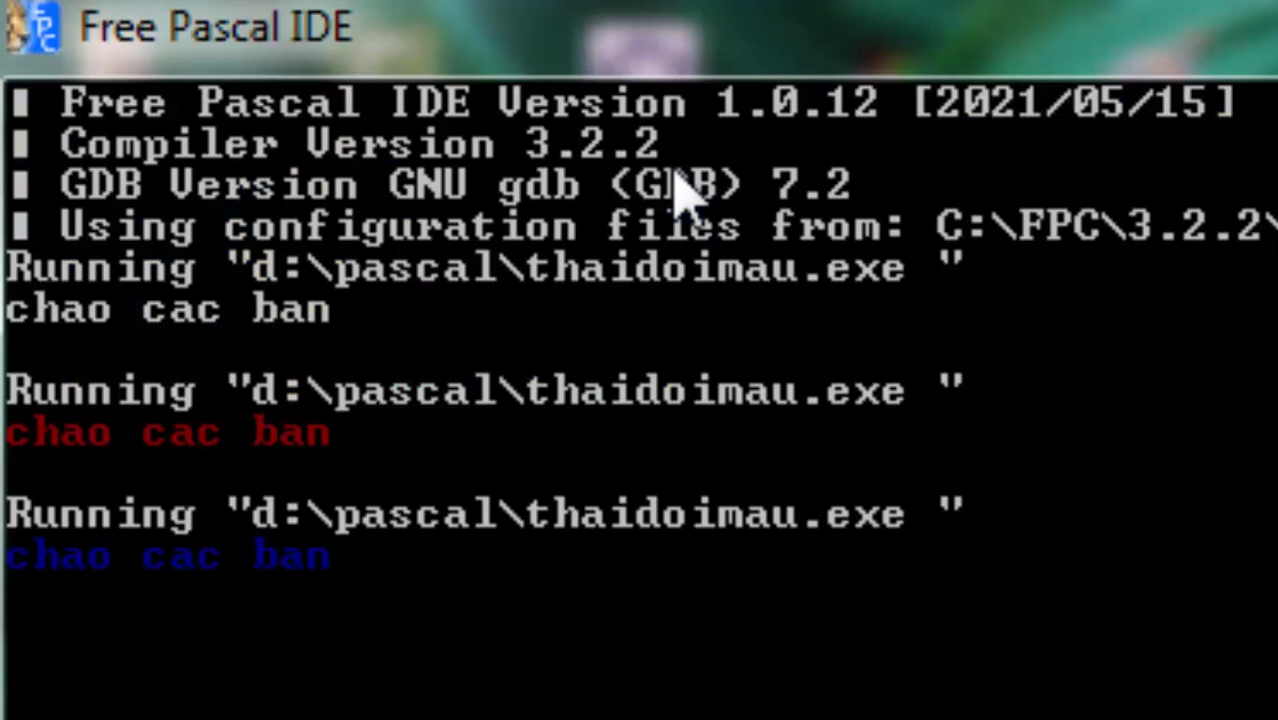 Free Pascal IDE
Free Pascal IDE Version 1.0.12 [2021/05/15]
Compiler Version 3.2.2
GDB Version GNU gdb (GDB) 7.2
Using configuration files from: C:\FPC\3.2.2\
Running "d:\pascal\thaidoimau.exe "
chao cac ban
Running "d:\pascal\thaidoimau.exe "
chao cac ban
Running "d:\pascal\thaidoimau.exe "
chao cac ban